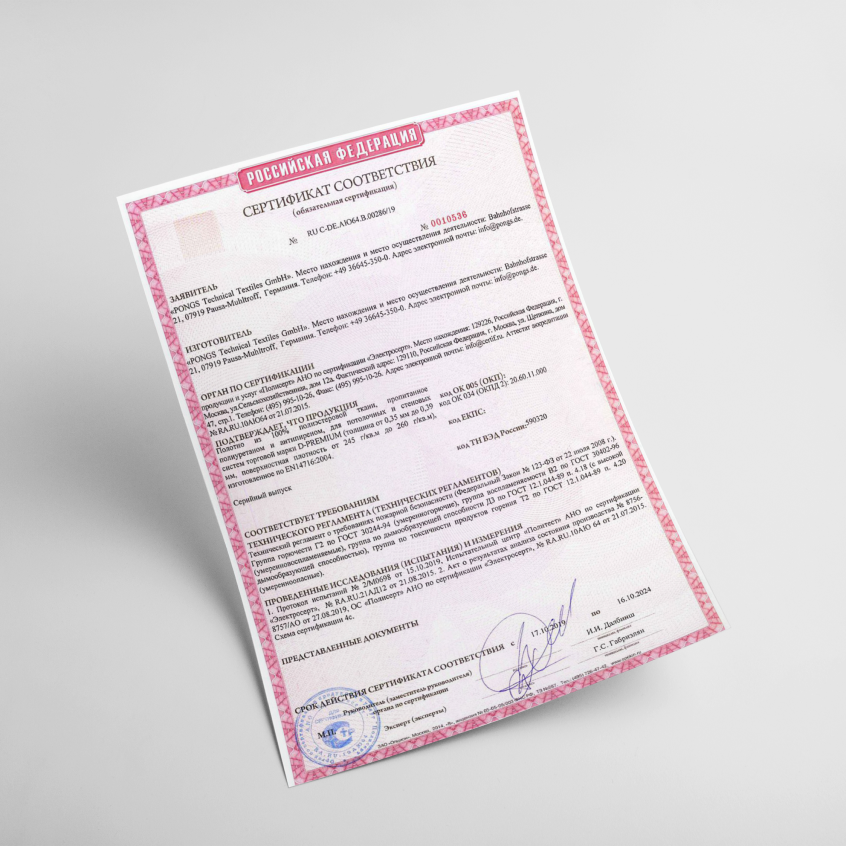 РОССИЙСКАЯ ФЕДЕРАЦИЯ
СЕРТИФИКАТ СООТВЕТСТВИЯ
(обязательная сертификация)
№ RU C-DE.АЮ64.В.00286/19
№ 0010536
ЗАЯВИТЕЛЬ
«PONGS Technical Textiles GmbH». Место нахождения и место осуществления деятельности: Bahnhofstrasse
21, 07919 Pausa-Muhltroff, Германия. Телефон: +49 36645-350-0. Адрес электронной почты: info@pongs.de.
ИЗГОТОВИТЕЛЬ
«PONGS Technical Textiles GmbH». Место нахождения и место осуществления деятельности: Bahnhofstrasse
21, 07919 Pausa-Muhltroff, Германия. Телефон: +49 36645-350-0. Адрес электронной почты: info@pongs.de.
ОРГАН ПО СЕРТИФИКАЦИИ
продукции и услуг «Полисерт» АНО по сертификации «Электросерт». Место нахождения: 129226, Российская Федерация, г.
Москва, ул.Сельскохозяйственная, дом 12а. Фактический адрес: 129110, Российская Федерация, г. Москва, ул. Щепкина, дом
47, стр.1. Телефон: (495) 995-10-26. Факс: (495) 995-10-26. Адрес электронной почты: info@certif.ru. Аттестат аккредитации
№RA.RU.10АЮ64 от 21.07.2015.
ПОДТВЕРЖДАЕТ, ЧТО ПРОДУКЦИЯ
Полотно из 100% полиэстеровой ткани, пропитанное
полиуретаном и антипиреном, для потолочных и стеновых
систем торговой марки D-PREMIUM (толщина от 0,35 мм до 0,39
мм, поверхностная плотность от 245 г/кв.м до 260 г/кв.м),
изготовленное по EN14716:2004.
код ОК 005 (ОКП):
код ОК 034 (ОКПД 2): 20.60.11.000
код ЕКПС:
код ТН ВЭД России: 590320
Серийный выпуск
СООТВЕТСТВУЕТ ТРЕБОВАНИЯМ
ТЕХНИЧЕСКОГО РЕГЛАМЕНТА (ТЕХНИЧЕСКИХ РЕГЛАМЕНТОВ)
Технический регламент о требованиях пожарной безопасности (Федеральный Закон № 123-ФЗ от 22 июля 2008 г.).
Группа горючести Г2 по ГОСТ 30244-94 (умеренногорючие), группа воспламеняемости В2 по ГОСТ 30402-96
(умеренновоспламеняемые), группа по дымообразующей способности Д3 по ГОСТ 12.1.044-89 п. 4.18 (с высокой
дымообразующей способностью), группа по токсичности продуктов горения Т2 по ГОСТ 12.1.044-89 п. 4.20
(умеренноопасные).
ПРОВЕДЕННЫЕ ИССЛЕДОВАНИЯ (ИСПЫТАНИЯ) И ИЗМЕРЕНИЯ
1. Протокол испытаний № 2/М0698 от 15.10.2019, Испытательный центр «Политест» АНО по сертификации
«Электросерт», № RA.RU.21АД12 от 21.08.2015. 2. Акт о результатах анализа состояния производства № 8756-
8757/АО от 27.08.2019, ОС «Полисерт» АНО по сертификации «Электросерт», № RA.RU.10АЮ 64 от 21.07.2015.
Схема сертификации 4с.
ПРЕДСТАВЛЕННЫЕ ДОКУМЕНТЫ
СРОК ДЕЙСТВИЯ СЕРТИФИКАТА СООТВЕТСТВИЯ с 17.10.2019 по 16.10.2024
Руководитель (заместитель руководителя)
органа по сертификации
И.И. Дазбинш
М.П.
Эксперт (эксперты)
Г.С. Габриэлян